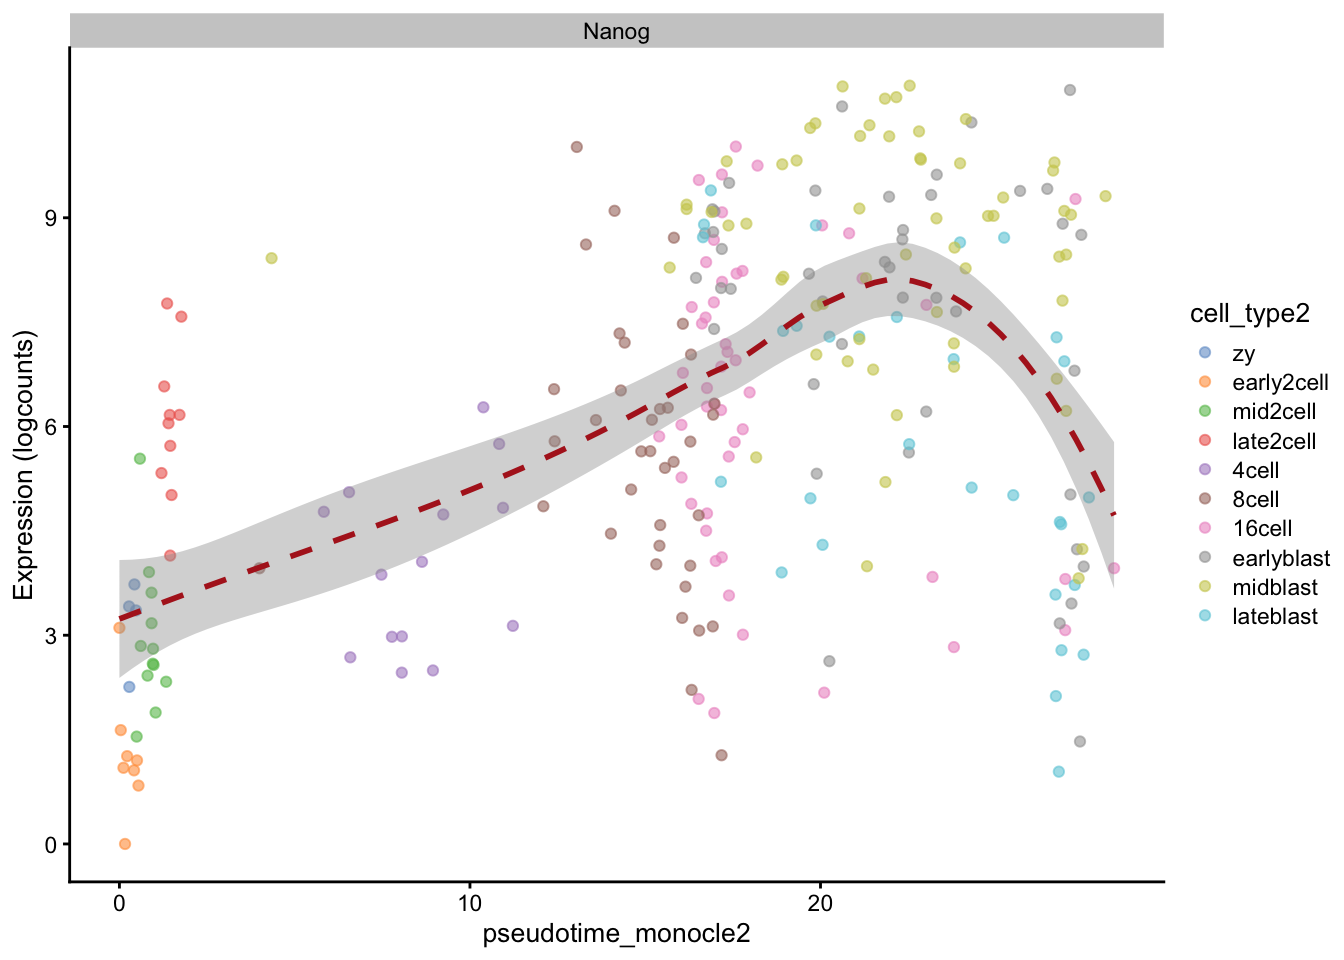 Nanog
9
6
3
0
Expression (logcounts)
0 10 20
pseudotime_monocle2
cell_type2
zy
early2cell
mid2cell
late2cell
4cell
8cell
16cell
earlyblast
midblast
lateblast